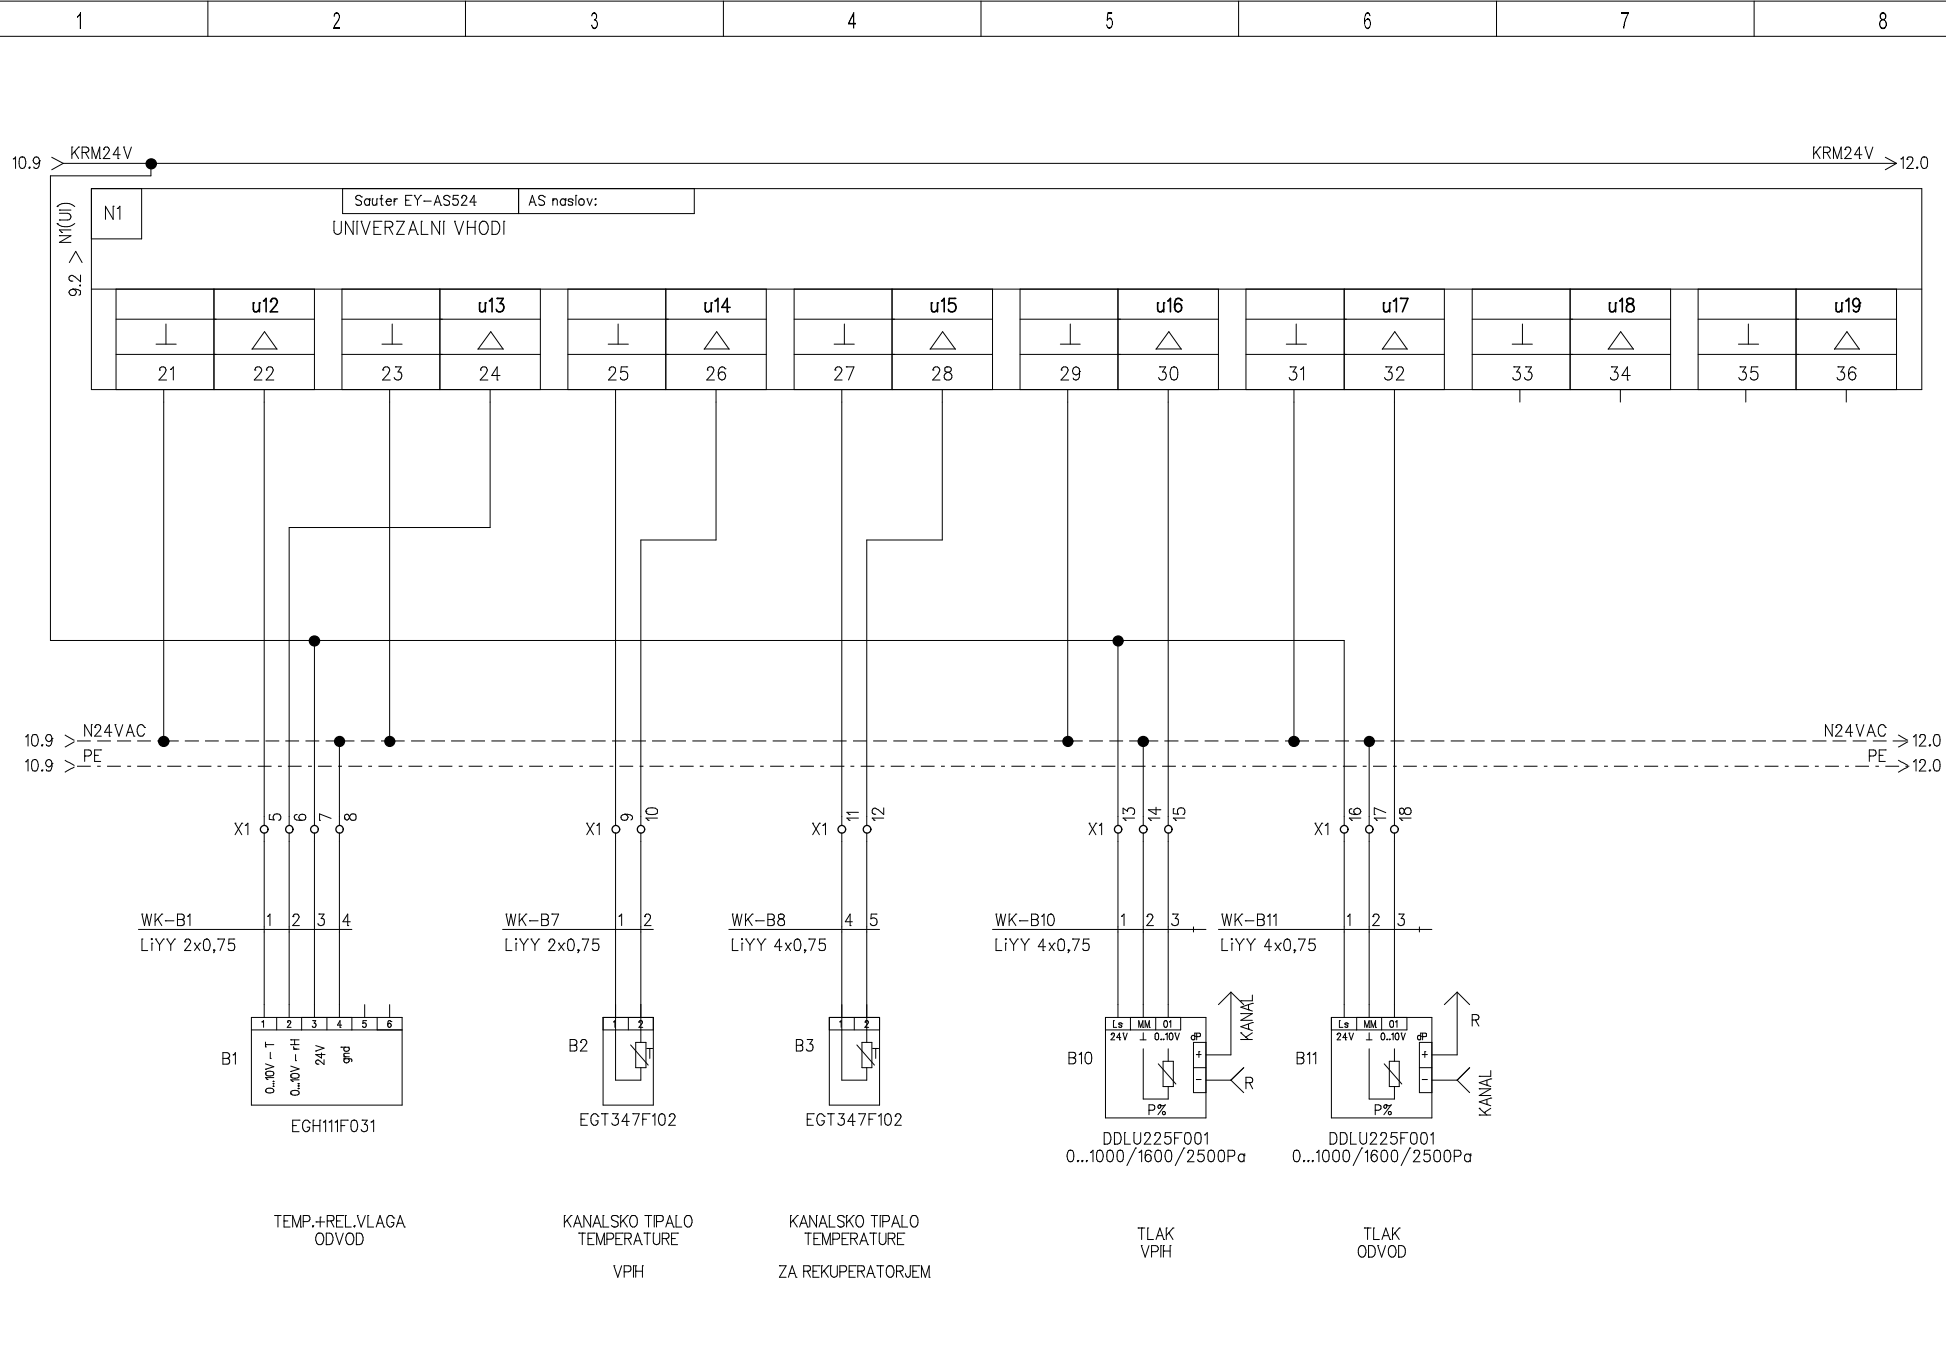 1 2 3 4 5 6 7 8
10.9 KRM24V KRM24V 12.0
N1(UI)
9.2
N1
Sauter EY-AS524 AS naslov:
UNIVERZALNI VHODI
u12 u13 u14 u15 u16 u17 u18 u19
21 22 23 24 25 26 27 28 29 30 31 32 33 34 35 36
10.9 N24VAC N24VAC 12.0
10.9 PE PE 12.0
X1 5 6 7 8 X1 9 10 X1 11 12 X1 13 14 15 X1 16 17 18
WK-B1 1 2 3 4 WK-B7 1 2 WK-B8 4 5 WK-B10 1 2 3 WK-B11 1 2 3
LiYY 2x0,75 LiYY 2x0,75 LiYY 4x0,75 LiYY 4x0,75 LiYY 4x0,75
B1
1 2 3 4 5 6
0...10V - T
0...10V - rH
24V
gnd
EGH111F031
TEMP.+REL.VLAGA
ODVOD
B2
1 2
T
EGT347F102
KANALSKO TIPALO
TEMPERATURE
VPIH
B3
1 2
T
EGT347F102
KANALSKO TIPALO
TEMPERATURE
ZA REKUPERATORJEM
B10
Ls MM 01
24V ⊥ 0..10V dP
+
-
KANAL
R
P%
DDLU225F001
0...1000/1600/2500Pa
TLAK
VPIH
B11
Ls MM 01
24V ⊥ 0..10V dP
+
-
R
KANAL
P%
DDLU225F001
0...1000/1600/2500Pa
TLAK
ODVOD